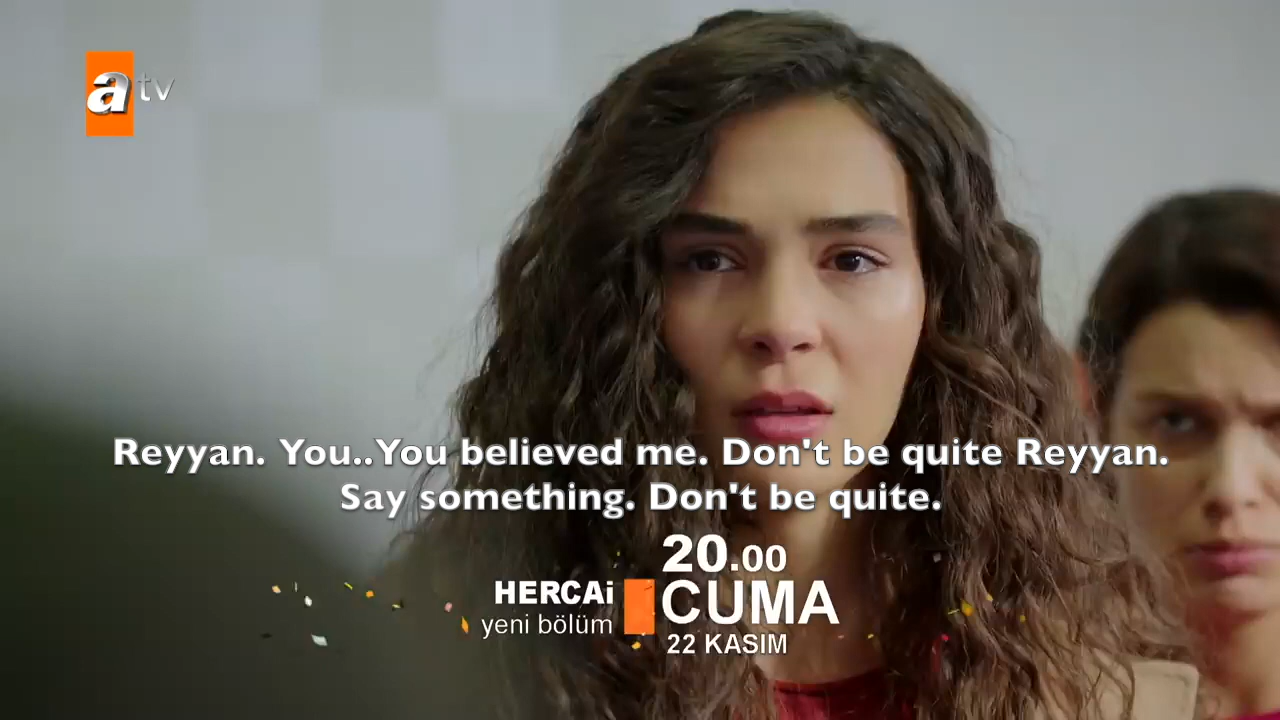 a tv
Reyyan. You..You believed me. Don't be quite Reyyan.
Say something. Don't be quite.
20.00
HERCAi
CUMA
yeni bölüm
22 KASIM